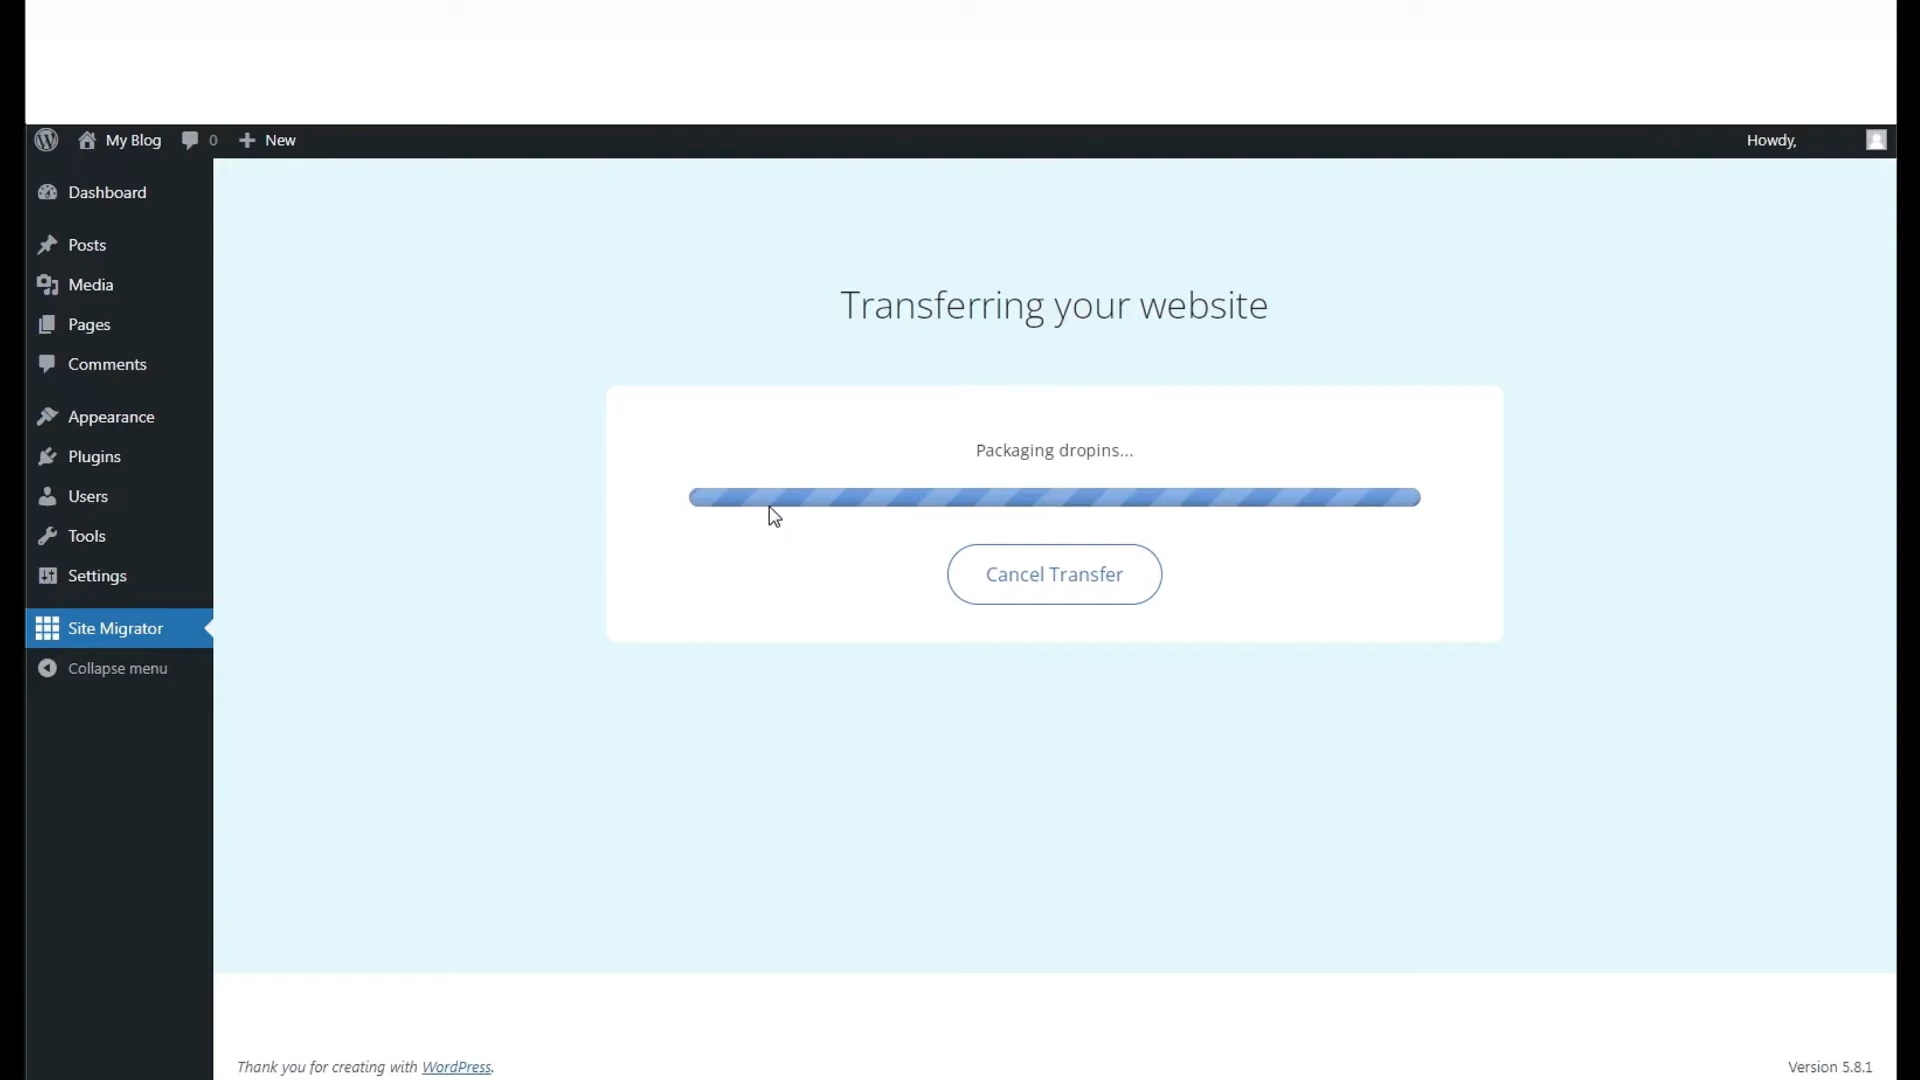 My Blog
0
New
Howdy,
Dashboard
Posts
Media
Pages
Comments
Appearance
Plugins
Users
Tools
Settings
Site Migrator
Collapse menu
Transferring your website
Packaging dropins...
Cancel Transfer
Thank you for creating with WordPress.
Version 5.8.1